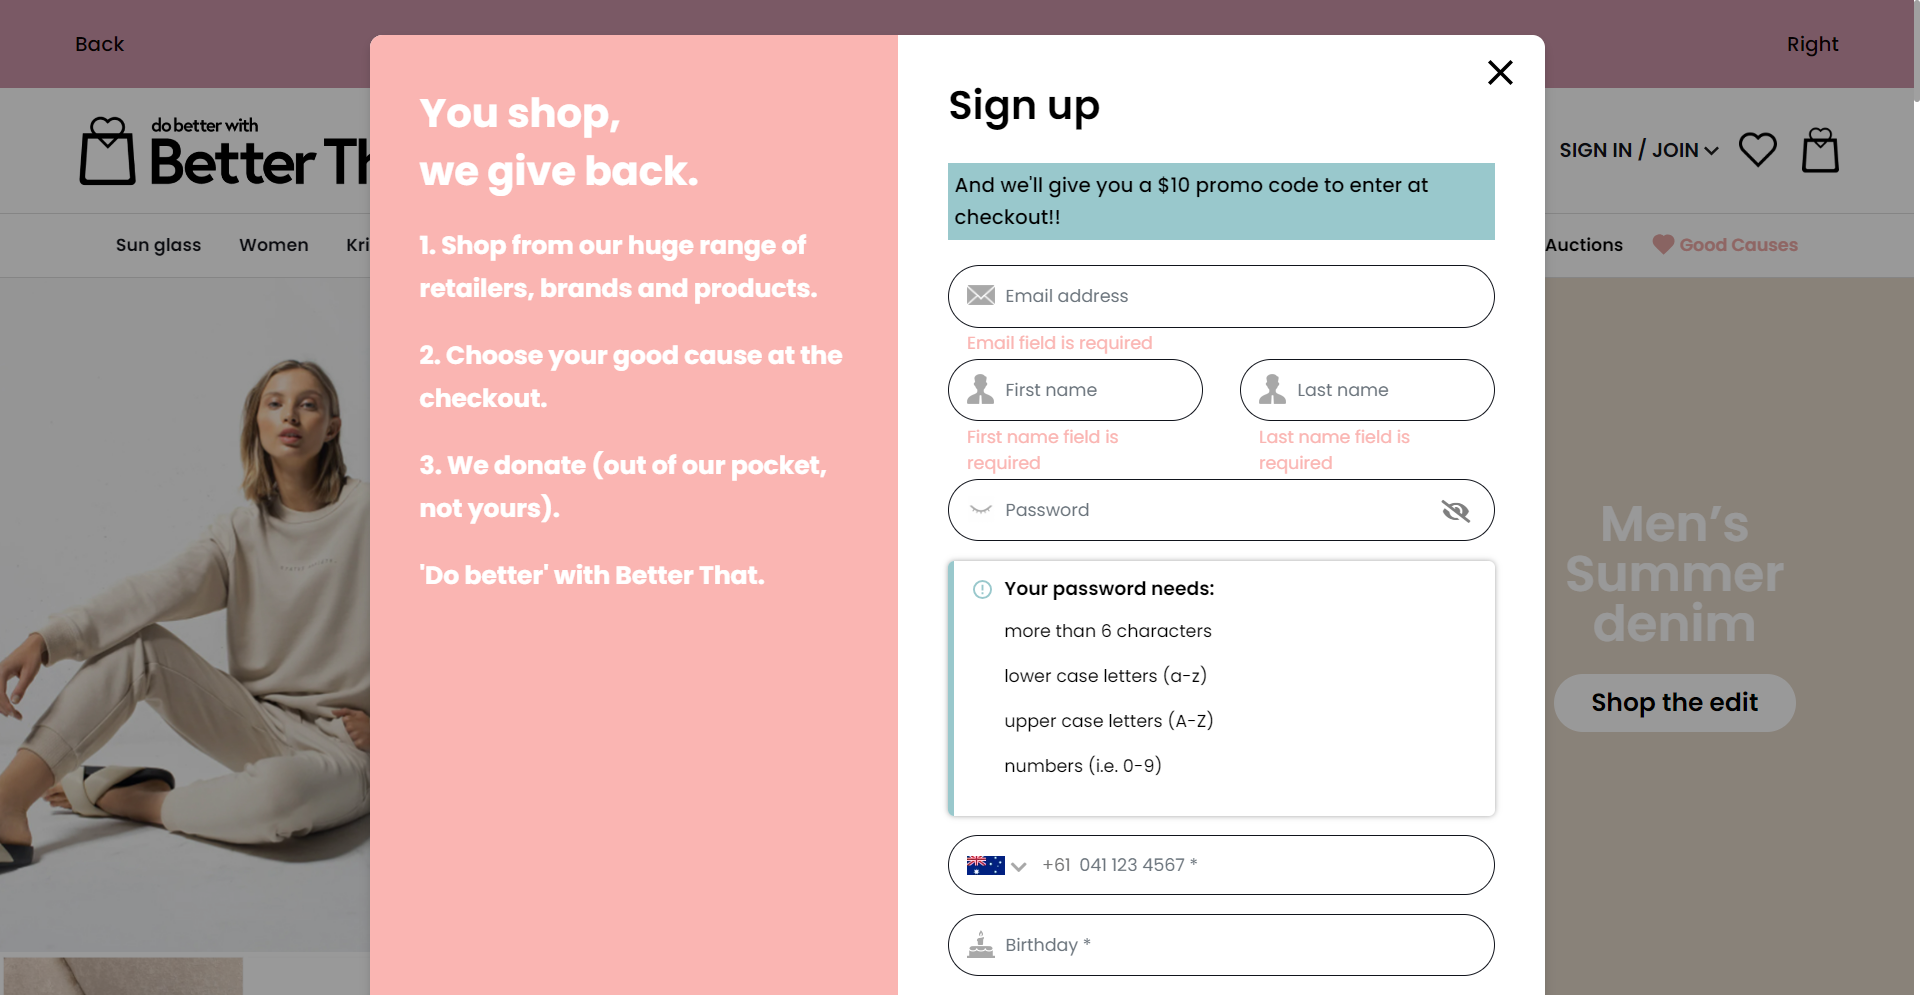 Back
Right
do better with
Better Th
SIGN IN / JOIN
Sun glass
Women
Kri
Auctions
Good Causes
You shop,
we give back.
1. Shop from our huge range of
retailers, brands and products.
2. Choose your good cause at the
checkout.
3. We donate (out of our pocket,
not yours).
'Do better' with Better That.
Sign up
And we'll give you a $10 promo code to enter at
checkout!!
Email address
Email field is required
First name
Last name
First name field is
required
Last name field is
required
Password
Your password needs:
more than 6 characters
lower case letters (a-z)
upper case letters (A-Z)
numbers (i.e. 0-9)
+61 041 123 4567 *
Birthday *
Men’s
Summer
denim
Shop the edit